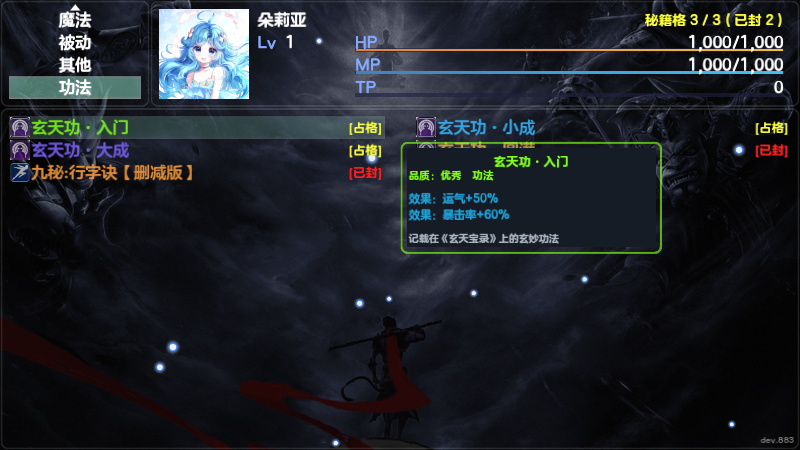 魔法
被动
其他
功法
朵莉亚
Lv 1
秘籍格 3 / 3 ( 已封 2 )
HP 1,000/1,000
MP 1,000/1,000
TP 0
玄天功·入门 [占格]
玄天功·小成 [占格]
玄天功·大成 [占格]
[已封]
九秘:行字诀【删减版】 [已封]
玄天功·入门
品质：优秀 功法
效果：运气+50%
效果：暴击率+60%
记载在《玄天宝录》上的玄妙功法
dev.883